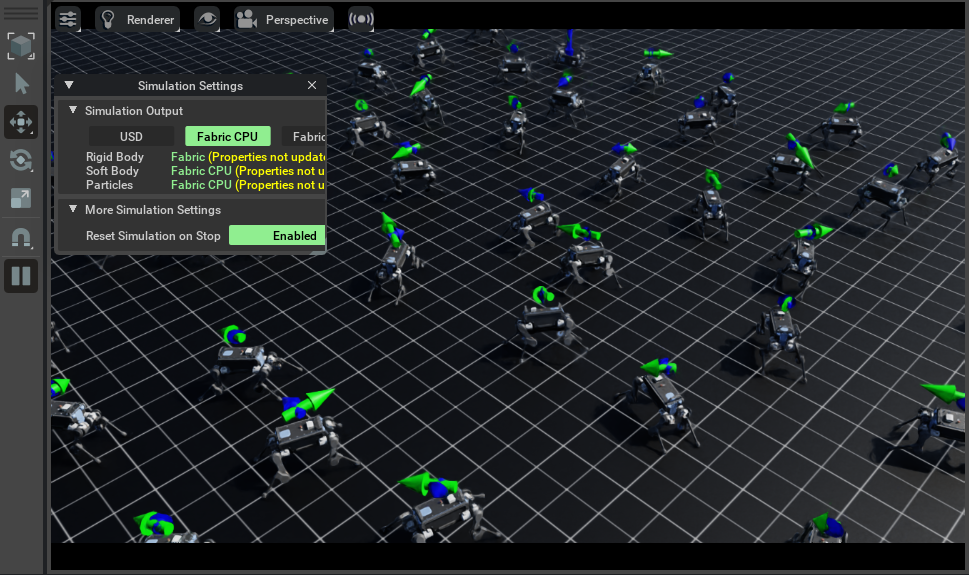 Renderer
Perspective
Simulation Settings
Simulation Output
USD
Fabric CPU
Fabric
Rigid Body
Fabric (Properties not update
Soft Body
Fabric CPU (Properties not u
Particles
Fabric CPU (Properties not u
More Simulation Settings
Reset Simulation on Stop
Enabled